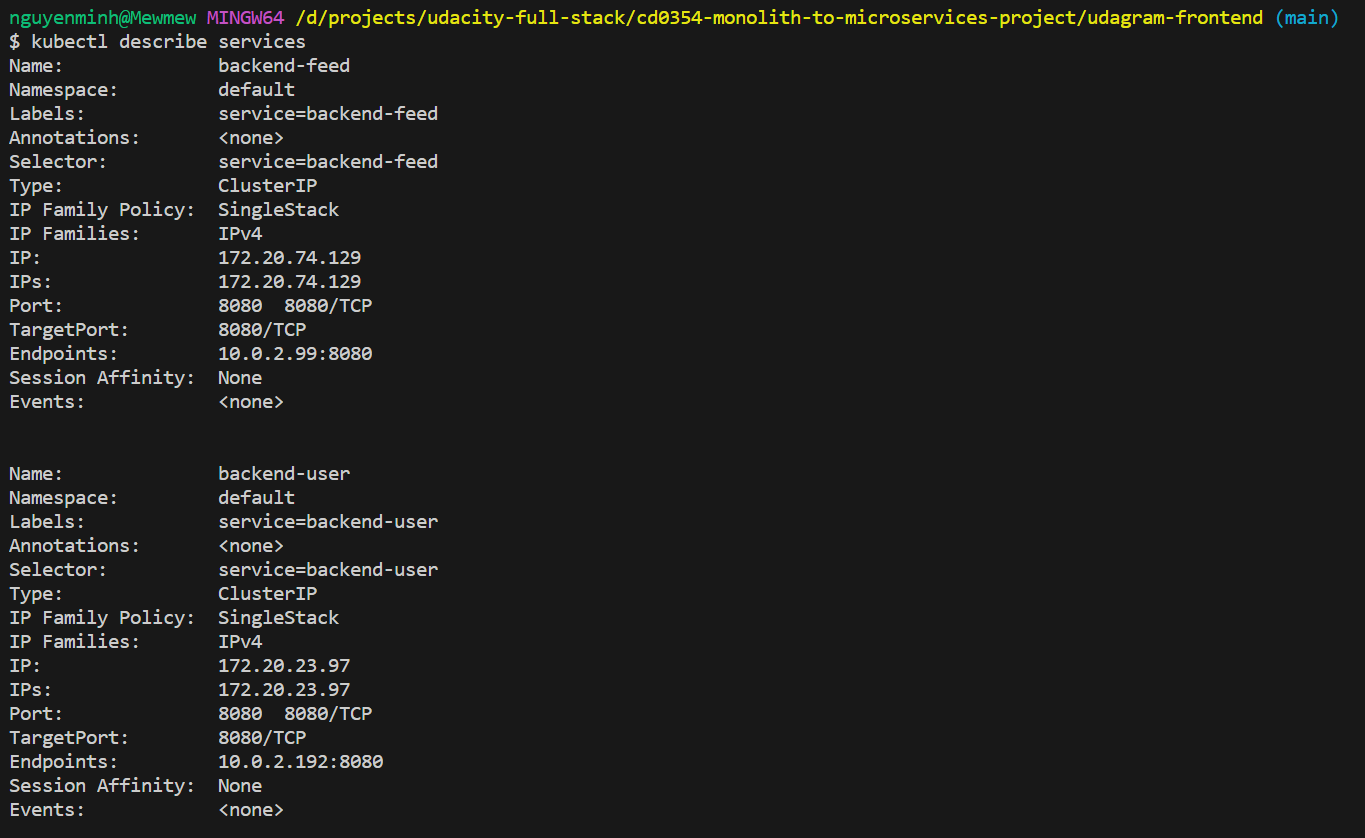 nguyenminh@Mewmew MINGW64 /d/projects/udacity-full-stack/cd0354-monolith-to-microservices-project/udagram-frontend (main)
$ kubectl describe services
Name:              backend-feed
Namespace:         default
Labels:            service=backend-feed
Annotations:       <none>
Selector:          service=backend-feed
Type:              ClusterIP
IP Family Policy:  SingleStack
IP Families:       IPv4
IP:                172.20.74.129
IPs:               172.20.74.129
Port:              8080  8080/TCP
TargetPort:        8080/TCP
Endpoints:         10.0.2.99:8080
Session Affinity:  None
Events:            <none>
Name:              backend-user
Namespace:         default
Labels:            service=backend-user
Annotations:       <none>
Selector:          service=backend-user
Type:              ClusterIP
IP Family Policy:  SingleStack
IP Families:       IPv4
IP:                172.20.23.97
IPs:               172.20.23.97
Port:              8080  8080/TCP
TargetPort:        8080/TCP
Endpoints:         10.0.2.192:8080
Session Affinity:  None
Events:            <none>